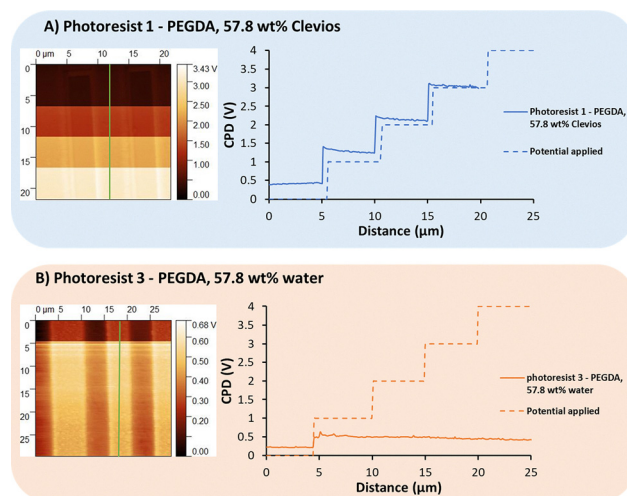 A) Photoresist 1 - PEGDA, 57.8 wt% Clevios
0 µm 5 10 15 20
0
5
10
15
20
3.43 V
3.00
2.50
2.00
1.50
1.00
0.00
CPD (V)
4
3.5
3
2.5
2
1.5
1
0.5
0
0 5 10 15 20 25
Distance (µm)
Photoresist 1 - PEGDA,
57.8 wt% Clevios
Potential applied
B) Photoresist 3 - PEGDA, 57.8 wt% water
0 µm 5 10 15 20 25
0
5
10
15
20
25
0.68 V
0.60
0.50
0.40
0.30
0.20
0.00
CPD (V)
4
3.5
3
2.5
2
1.5
1
0.5
0
0 5 10 15 20 25
Distance (µm)
photoresist 3 - PEGDA,
57.8 wt% water
Potential applied